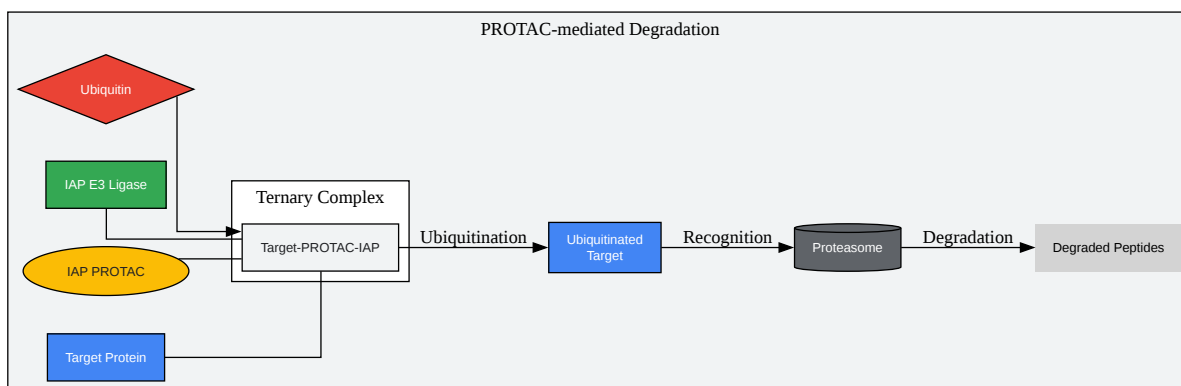 PROTAC-mediated Degradation
Ubiquitin
IAP E3 Ligase
Ternary Complex
Target-PROTAC-IAP
Ubiquitination
Ubiquitinated
Target
Recognition
Proteasome
Degradation
Degraded Peptides
IAP PROTAC
Target Protein